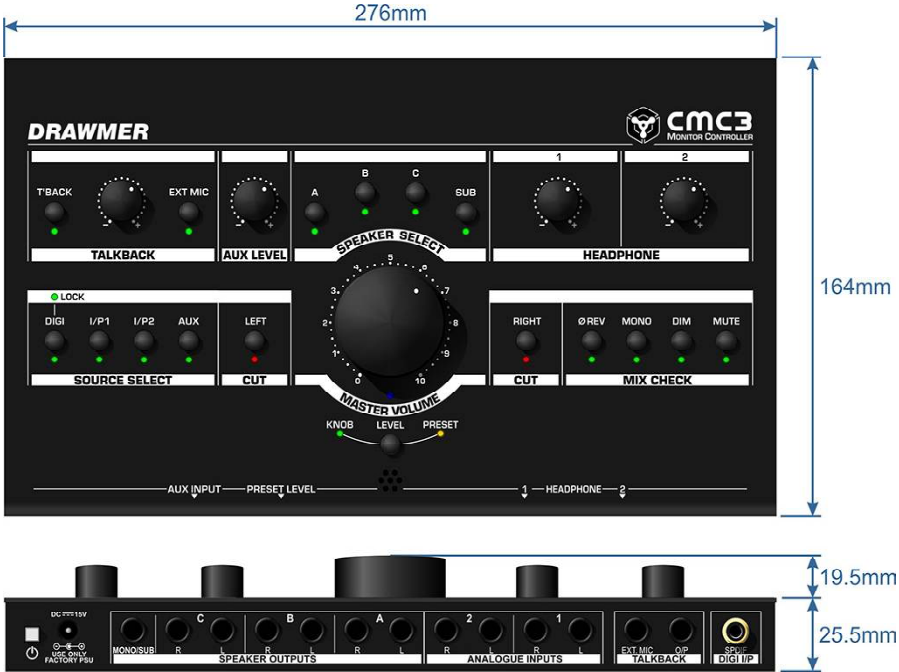 276mm
DRAWMER
CMC3
MONITOR CONTROLLER
1 2
T'BACK EXT MIC
A B C SUB
- + - + - + - +
TALKBACK AUX LEVEL SPEAKER SELECT HEADPHONE
164mm
LOCK
DIGI I/P1 I/P2 AUX LEFT
0 1 2 3 4 5 6 7 8 9 10
RIGHT Ø REV MONO DIM MUTE
SOURCE SELECT CUT MASTER VOLUME CUT MIX CHECK
KNOB LEVEL PRESET
AUX INPUT PRESET LEVEL 1 HEADPHONE 2
19.5mm
25.5mm
DC 15V
USE ONLY
FACTORY PSU
C B A 2 1
MONO/SUB R L R L R L R L R L EXT. MIC O/P SPDIF
SPEAKER OUTPUTS ANALOGUE INPUTS TALKBACK DIGI I/P